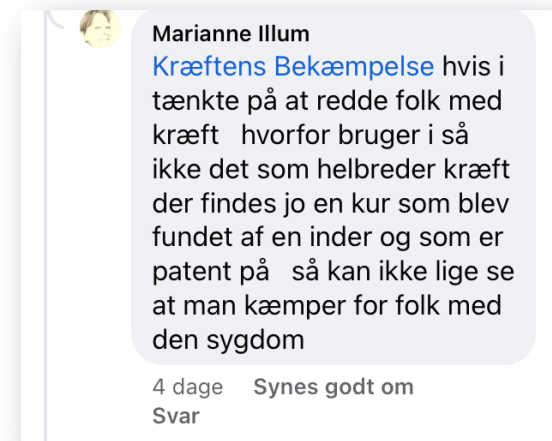 Marianne Illum
Kræftens Bekæmpelse hvis i
tænkte på at redde folk med
kræft   hvorfor bruger i så
ikke det som helbreder kræft
der findes jo en kur som blev
fundet af en inder og som er
patent på   så kan ikke lige se
at man kæmper for folk med
den sygdom
4 dage   Synes godt om
Svar